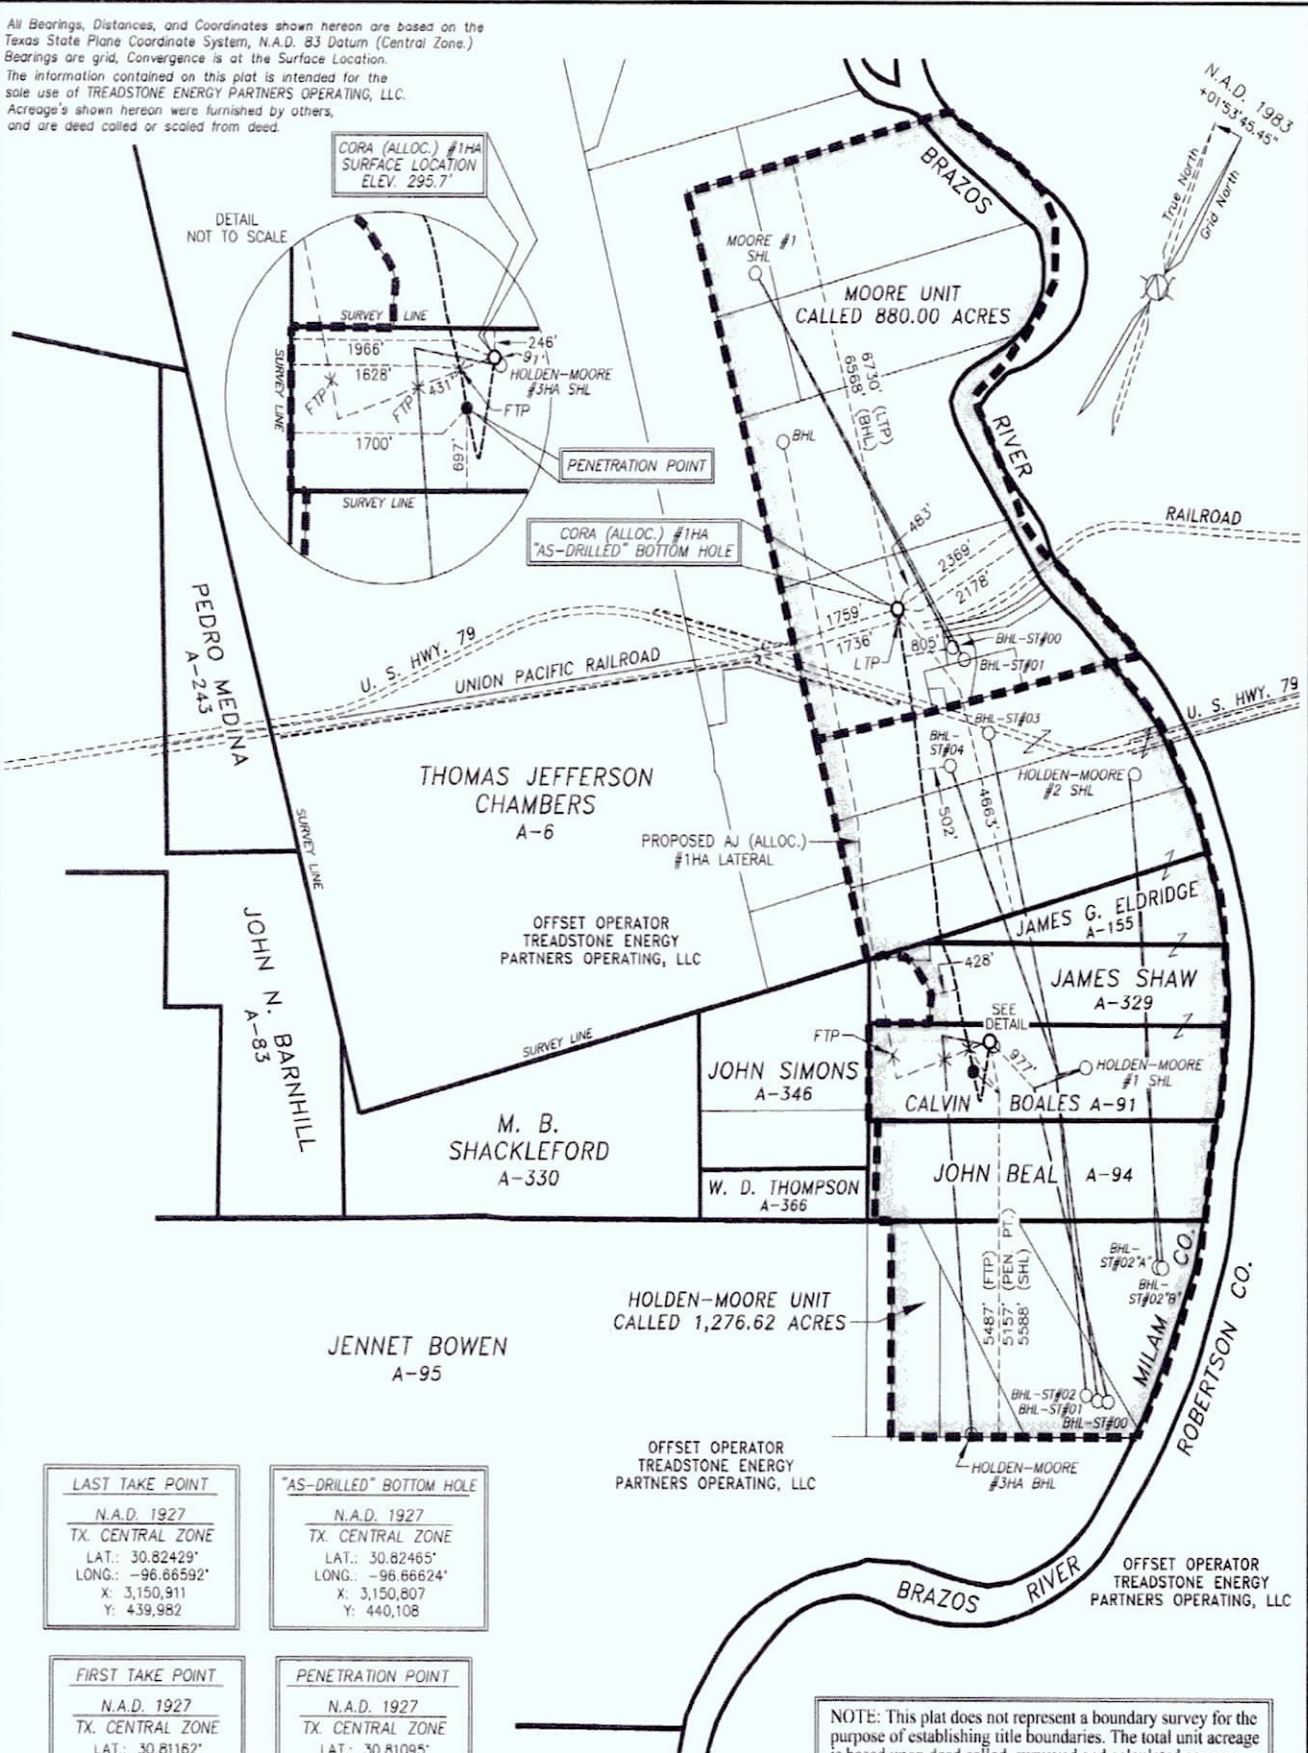 All Bearings, Distances, and Coordinates shown hereon are based on the
Texas State Plane Coordinate System, N.A.D. 83 Datum (Central Zone.)
Bearings are grid, Convergence is at the Surface Location.
The information contained on this plat is intended for the
sole use of TREADSTONE ENERGY PARTNERS OPERATING, LLC.
Acreage's shown hereon were furnished by others,
and are deed called or scaled from deed.
CORA (ALLOC.) #1HA
SURFACE LOCATION
ELEV. 295.7'
DETAIL
NOT TO SCALE
SURVEY LINE
SURVEY LINE
1966'
1628'
1700'
246'
91'
431'
697'
HOLDEN-MOORE
#3HA SHL
FTP
FTP
FTP
SURVEY LINE
PENETRATION POINT
CORA (ALLOC.) #1HA
"AS-DRILLED" BOTTOM HOLE
N.A.D. 1983
+01°53'45.45"
True North
Grid North
BRAZOS
RIVER
MOORE #1
SHL
MOORE UNIT
CALLED 880.00 ACRES
6730' (LTP)
6568' (BHL)
BHL
483'
2369'
2178'
1759'
1736'
805'
LTP
RAILROAD
BHL-ST#00
BHL-ST#01
PEDRO MEDINA
A-243
U. S. HWY. 79
UNION PACIFIC RAILROAD
U. S. HWY. 79
BHL-ST#03
BHL-
ST#04
HOLDEN-MOORE
#2 SHL
4663'
502'
THOMAS JEFFERSON
CHAMBERS
A-6
PROPOSED AJ (ALLOC.)
#1HA LATERAL
SURVEY LINE
OFFSET OPERATOR
TREADSTONE ENERGY
PARTNERS OPERATING, LLC
JAMES G. ELDRIDGE
A-155
JAMES SHAW
A-329
428'
JOHN N. BARNHILL
A-83
SURVEY LINE
SEE
DETAIL
FTP
977'
HOLDEN-MOORE
#1 SHL
JOHN SIMONS
A-346
CALVIN BOALES A-91
M. B.
SHACKLEFORD
A-330
JOHN BEAL A-94
W. D. THOMPSON
A-366
5487' (FTP)
5157' (PEN PT.)
5588' (SHL)
BHL-
ST#02"A"
BHL-
ST#02"B"
HOLDEN-MOORE UNIT
CALLED 1,276.62 ACRES
MILAM CO.
ROBERTSON CO.
JENNET BOWEN
A-95
BHL-ST#02
BHL-ST#01
BHL-ST#00
OFFSET OPERATOR
TREADSTONE ENERGY
PARTNERS OPERATING, LLC
HOLDEN-MOORE
#3HA BHL
LAST TAKE POINT
N.A.D. 1927
TX. CENTRAL ZONE
LAT.: 30.82429°
LONG.: -96.66592°
X: 3,150,911
Y: 439,982
"AS-DRILLED" BOTTOM HOLE
N.A.D. 1927
TX. CENTRAL ZONE
LAT.: 30.82465°
LONG.: -96.66624°
X: 3,150,807
Y: 440,108
BRAZOS RIVER
OFFSET OPERATOR
TREADSTONE ENERGY
PARTNERS OPERATING, LLC
FIRST TAKE POINT
N.A.D. 1927
TX. CENTRAL ZONE
LAT.: 30.81162°
PENETRATION POINT
N.A.D. 1927
TX. CENTRAL ZONE
LAT.: 30.81095°
NOTE: This plat does not represent a boundary survey for the
purpose of establishing title boundaries. The total unit acreage